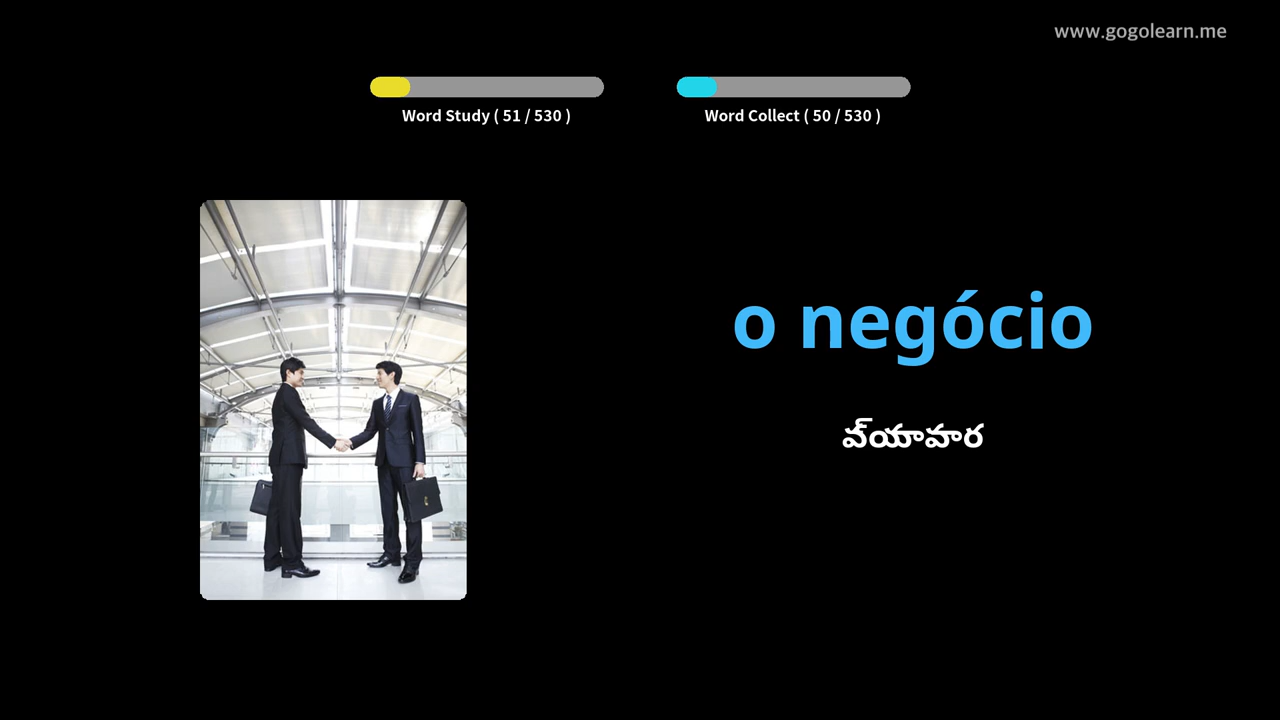 www.gogolearn.me
Word Study ( 51 / 530 )
Word Collect ( 50 / 530 )
o negócio
వ్‌యాపార